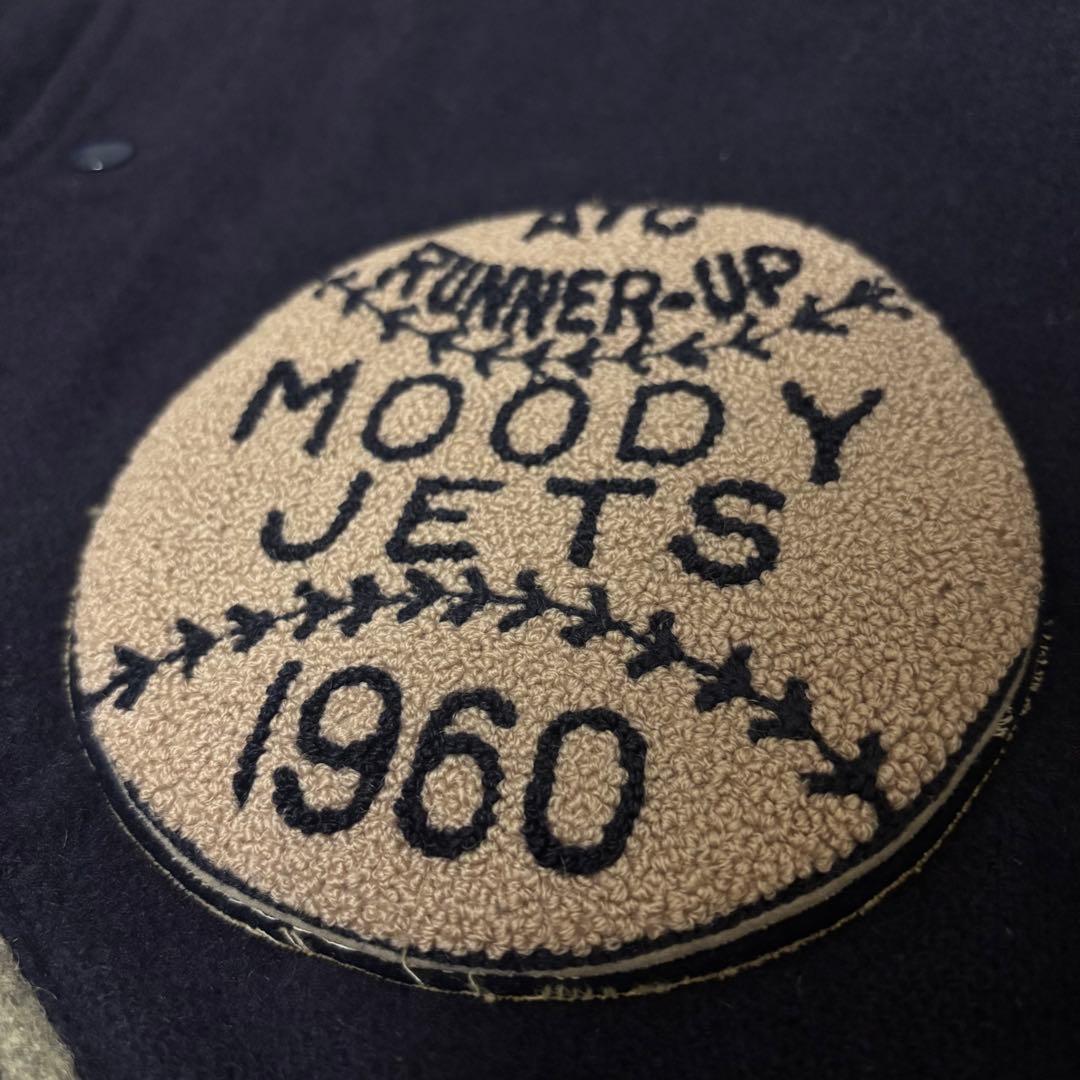 ATC
RUNNER-UP
MOODY
JETS
1960